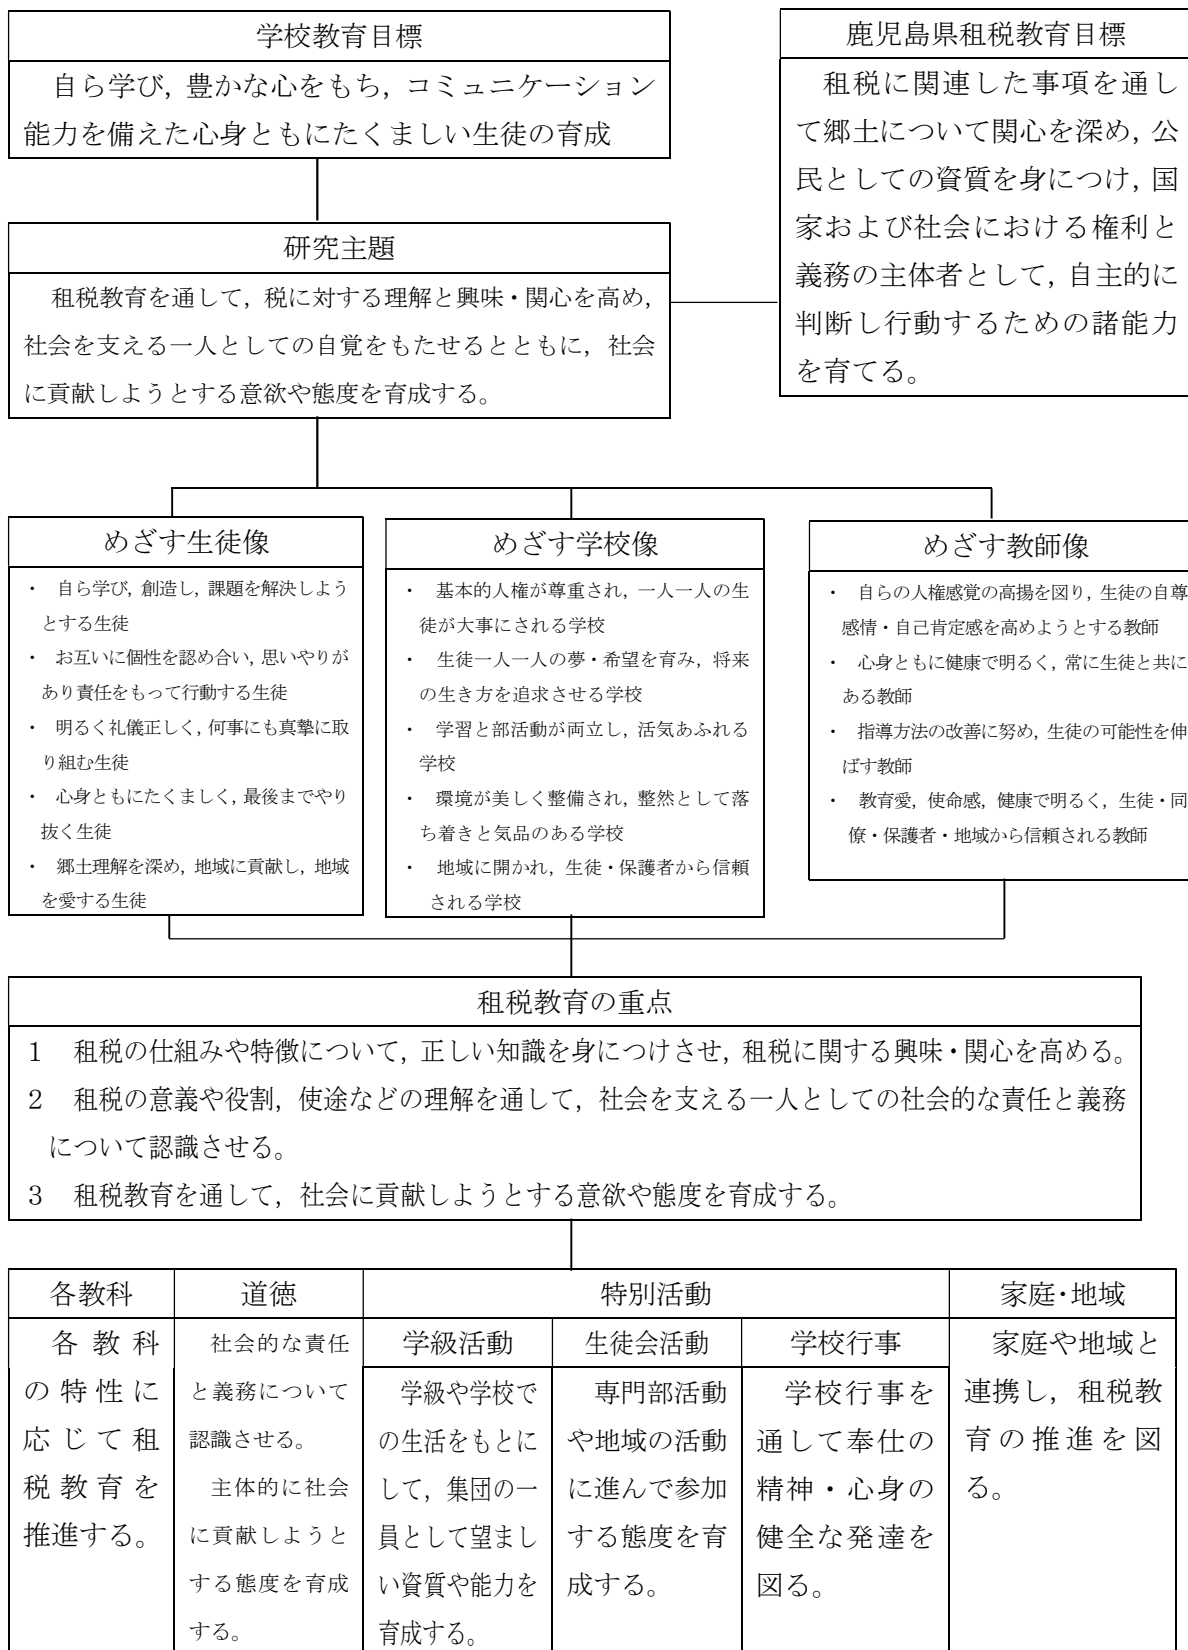 学校教育目標
自ら学び，豊かな心をもち，コミュニケーション
能力を備えた心身ともにたくましい生徒の育成
鹿児島県租税教育目標
租税に関連した事項を通し
て郷土について関心を深め，公
民としての資質を身につけ，国
家および社会における権利と
義務の主体者として，自主的に
判断し行動するための諸能力
を育てる。
研究主題
租税教育を通して，税に対する理解と興味・関心を高め，
社会を支える一人としての自覚をもたせるとともに，社会
に貢献しようとする意欲や態度を育成する。
めざす生徒像
・　自ら学び，創造し，課題を解決しよう
とする生徒
・　お互いに個性を認め合い，思いやりが
あり責任をもって行動する生徒
・　明るく礼儀正しく，何事にも真摯に取
り組む生徒
・　心身ともにたくましく，最後までやり
抜く生徒
・　郷土理解を深め，地域に貢献し，地域
を愛する生徒
めざす学校像
・　基本的人権が尊重され，一人一人の生
徒が大事にされる学校
・　生徒一人一人の夢・希望を育み，将来
の生き方を追求させる学校
・　学習と部活動が両立し，活気あふれる
学校
・　環境が美しく整備され，整然として落
ち着きと気品のある学校
・　地域に開かれ，生徒・保護者から信頼
される学校
めざす教師像
・　自らの人権感覚の高揚を図り，生徒の自尊
感情・自己肯定感を高めようとする教師
・　心身ともに健康で明るく，常に生徒と共に
ある教師
・　指導方法の改善に努め，生徒の可能性を伸
ばす教師
・　教育愛，使命感，健康で明るく，生徒・同
僚・保護者・地域から信頼される教師
租税教育の重点
1　租税の仕組みや特徴について，正しい知識を身につけさせ，租税に関する興味・関心を高める。
2　租税の意義や役割，使途などの理解を通して，社会を支える一人としての社会的な責任と義務
について認識させる。
3　租税教育を通して，社会に貢献しようとする意欲や態度を育成する。
各教科
各教科
の特性に
応じて租
税教育を
推進する。
道徳
社会的な責任
と義務について
認識させる。
主体的に社会
に貢献しようと
する態度を育成
する。
特別活動
学級活動
学級や学校で
の生活をもとに
して，集団の一
員として望まし
い資質や能力を
育成する。
生徒会活動
専門部活動
や地域の活動
に進んで参加
する態度を育
成する。
学校行事
学校行事を
通して奉仕の
精神・心身の
健全な発達を
図る。
家庭・地域
家庭や地域と
連携し，租税教
育の推進を図
る。